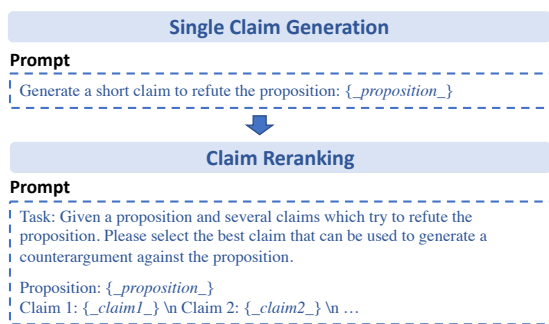 Single Claim Generation
Prompt
Generate a short claim to refute the proposition: {_proposition_}
Claim Reranking
Prompt
Task: Given a proposition and several claims which try to refute the
proposition. Please select the best claim that can be used to generate a
counterargument against the proposition.
Proposition: {_proposition_}
Claim 1: {_claim1_} \n Claim 2: {_claim2_} \n …